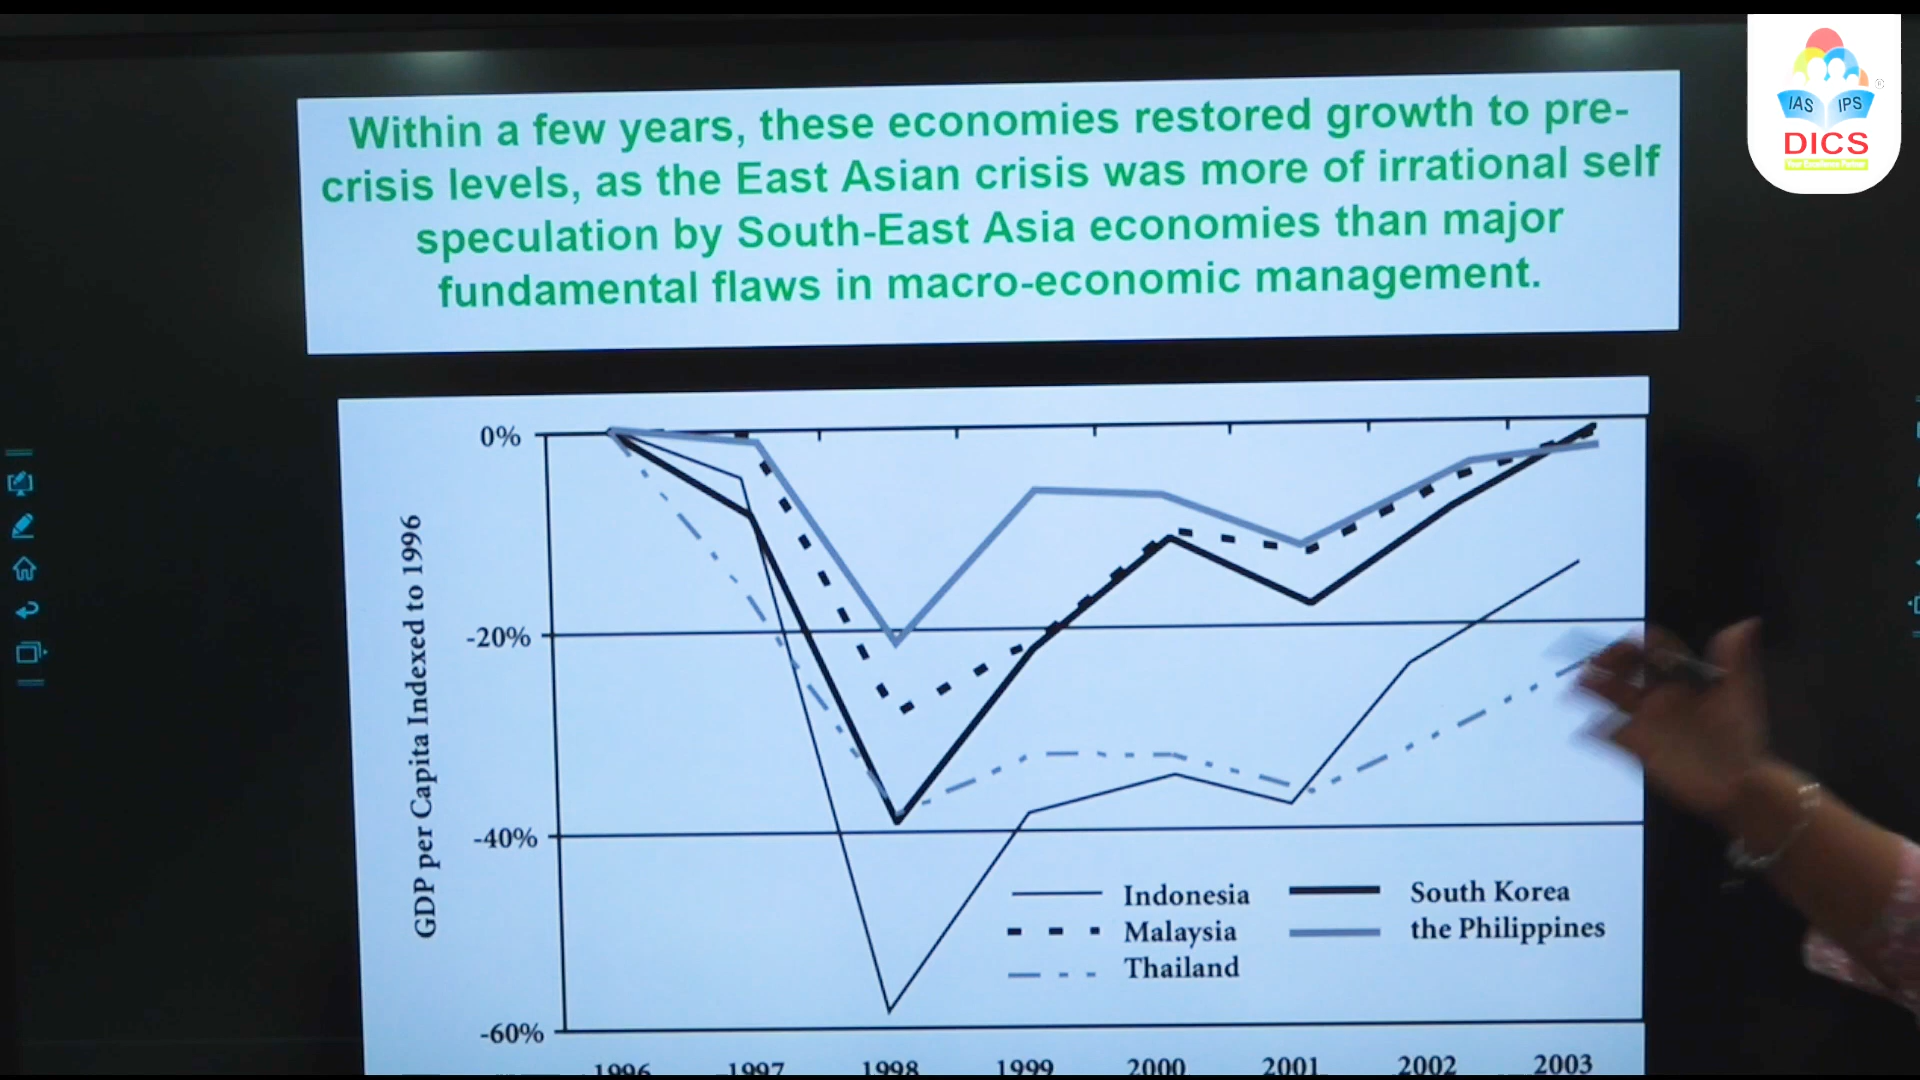 Within a few years, these economies restored growth to pre-
crisis levels, as the East Asian crisis was more of irrational self
speculation by South-East Asia economies than major
fundamental flaws in macro-economic management.
IAS IPS
DICS
Your Excellence Partner
GDP per Capita Indexed to 1996
0%
-20%
-40%
-60%
Indonesia
Malaysia
Thailand
South Korea
the Philippines
1996 1997 1998 1999 2000 2001 2002 2003